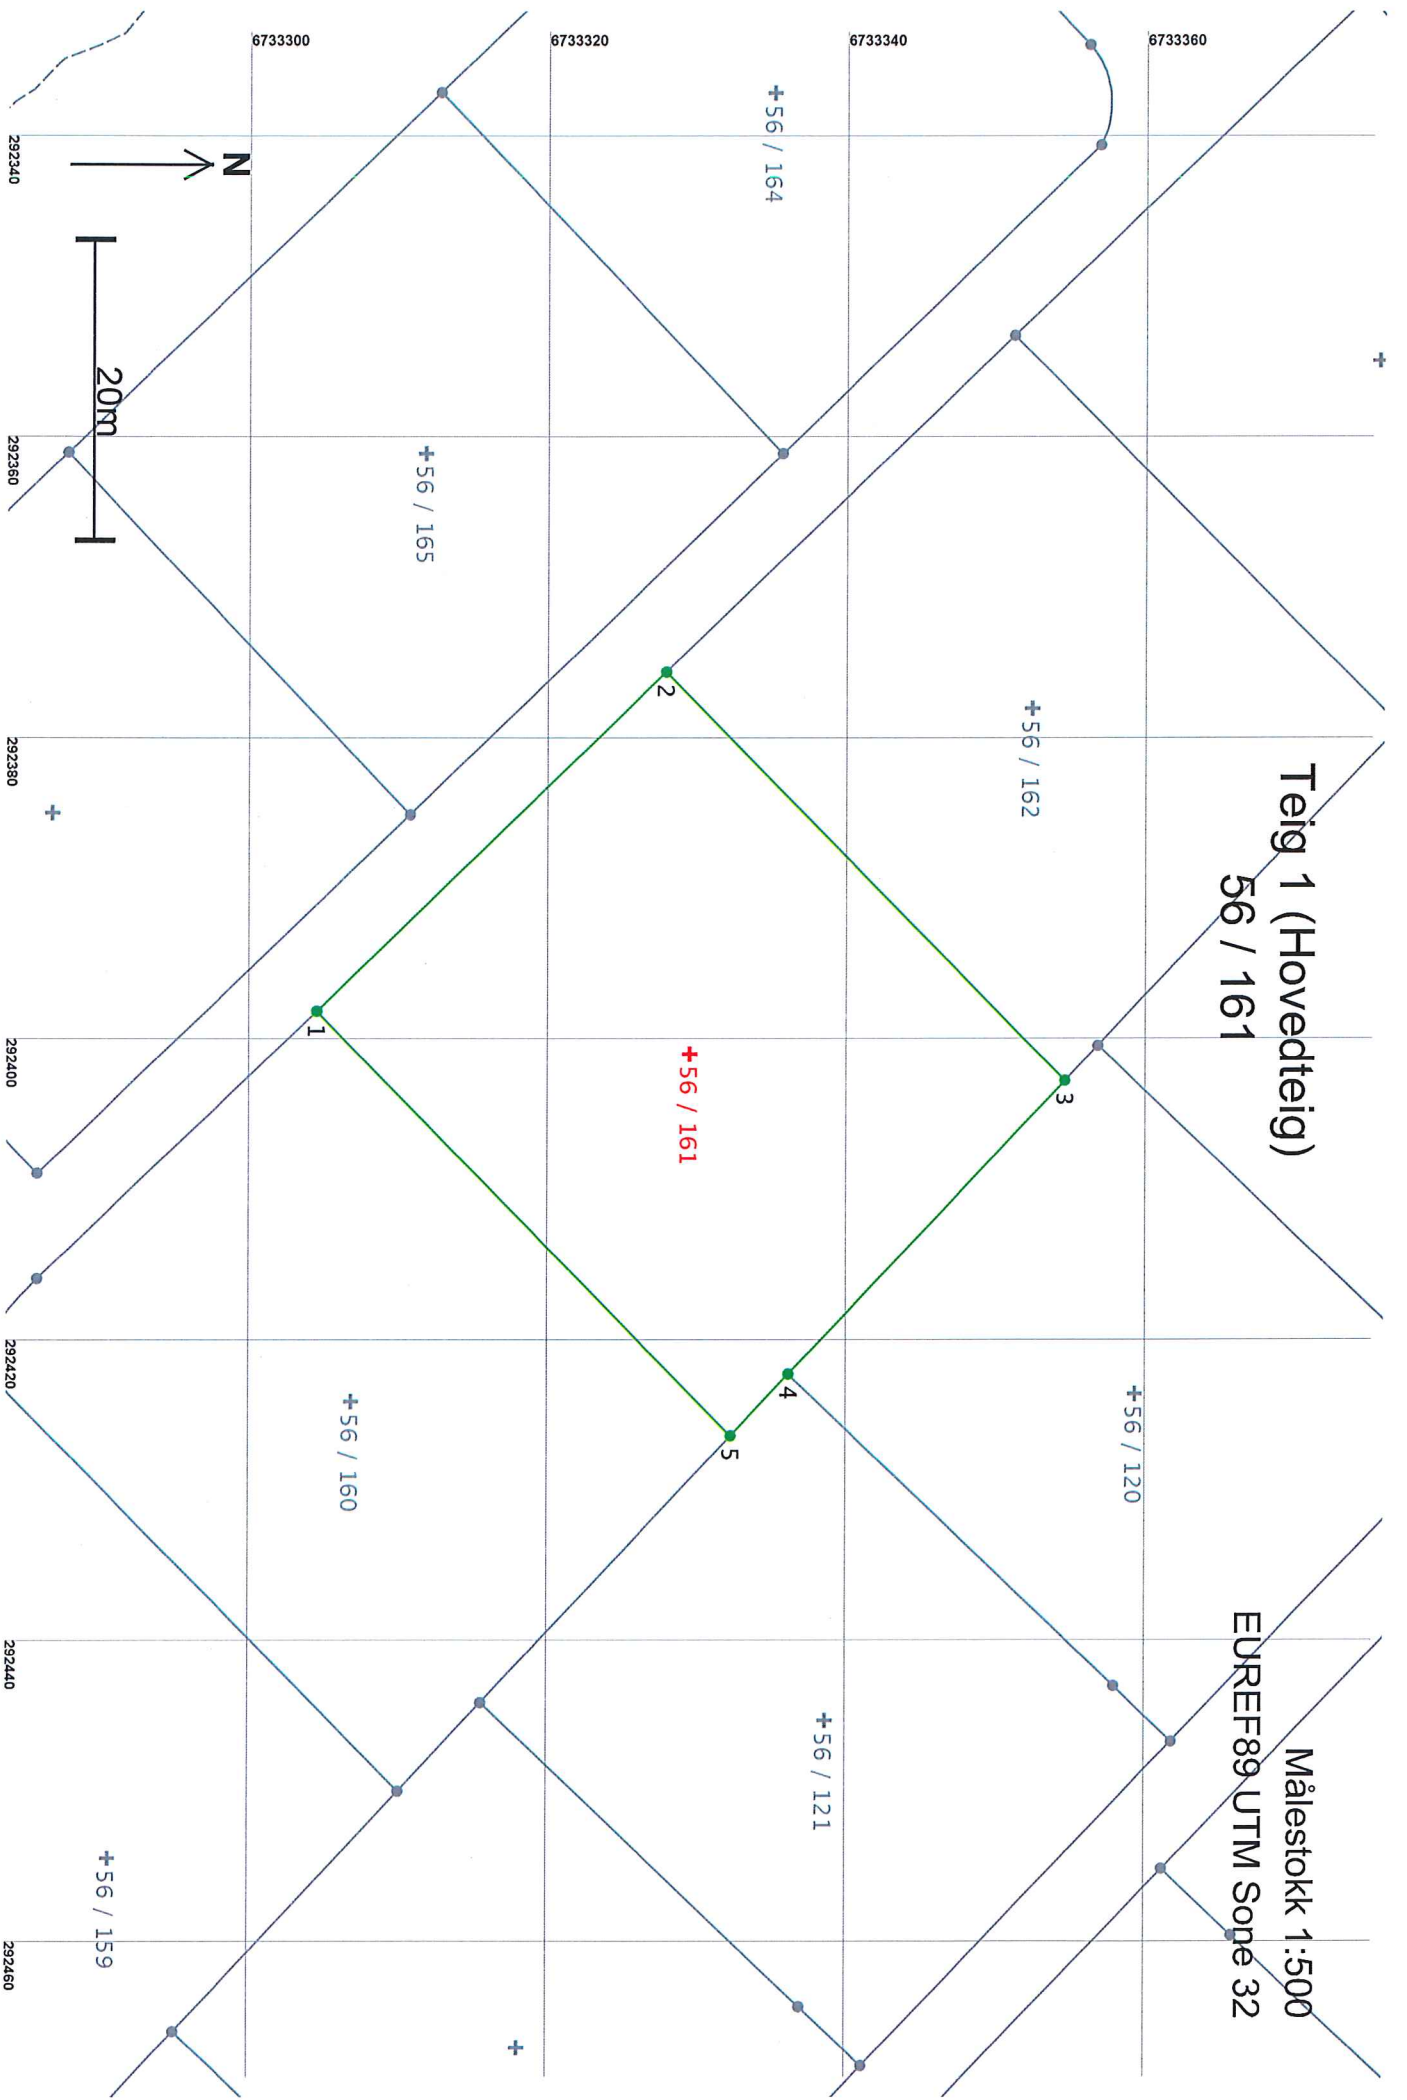 Teig 1 (Hovedteig)
56 / 161
Målestokk 1:500
EUREF89 UTM Sone 32
6733360
6733340
6733320
6733300
+56 / 162
+56 / 120
+56 / 164
+56 / 121
3
4
2
5
+56 / 161
+56 / 165
1
+56 / 160
N
20m
+56 / 159
292340
292360
292380
292400
292420
292440
292460